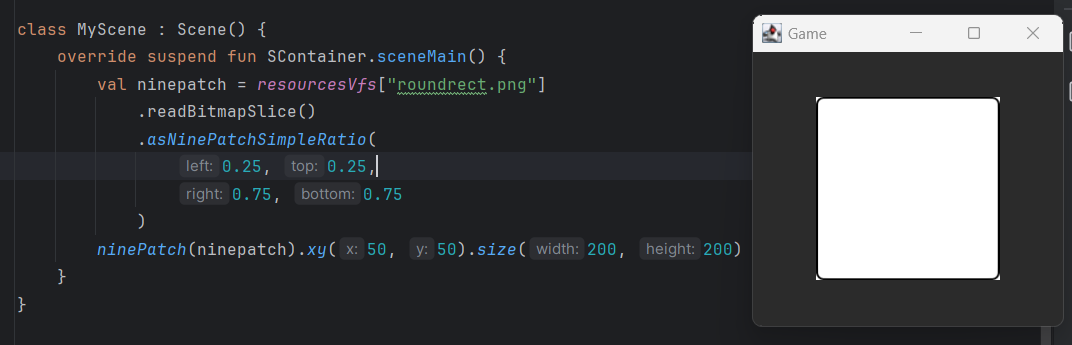 class MyScene : Scene() {
override suspend fun SContainer.sceneMain() {
val ninepatch = resourcesVfs["roundrect.png"]
.readBitmapSlice()
.asNinePatchSimpleRatio(
left: 0.25, top: 0.25,
right: 0.75, bottom: 0.75
)
ninePatch(ninepatch).xy( x: 50, y: 50).size( width: 200, height: 200)
}
}
Game